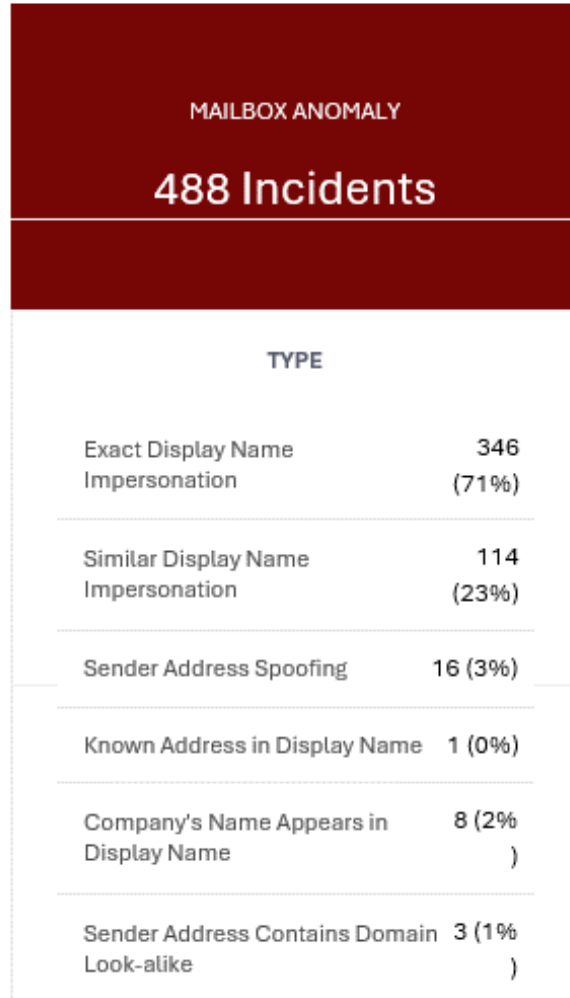 MAILBOX ANOMALY
488 Incidents
TYPE
Exact Display Name
Impersonation
346
(71%)
Similar Display Name
Impersonation
114
(23%)
Sender Address Spoofing 16 (3%)
Known Address in Display Name 1 (0%)
Company's Name Appears in
Display Name
8 (2%
)
Sender Address Contains Domain
Look-alike
3 (1%
)